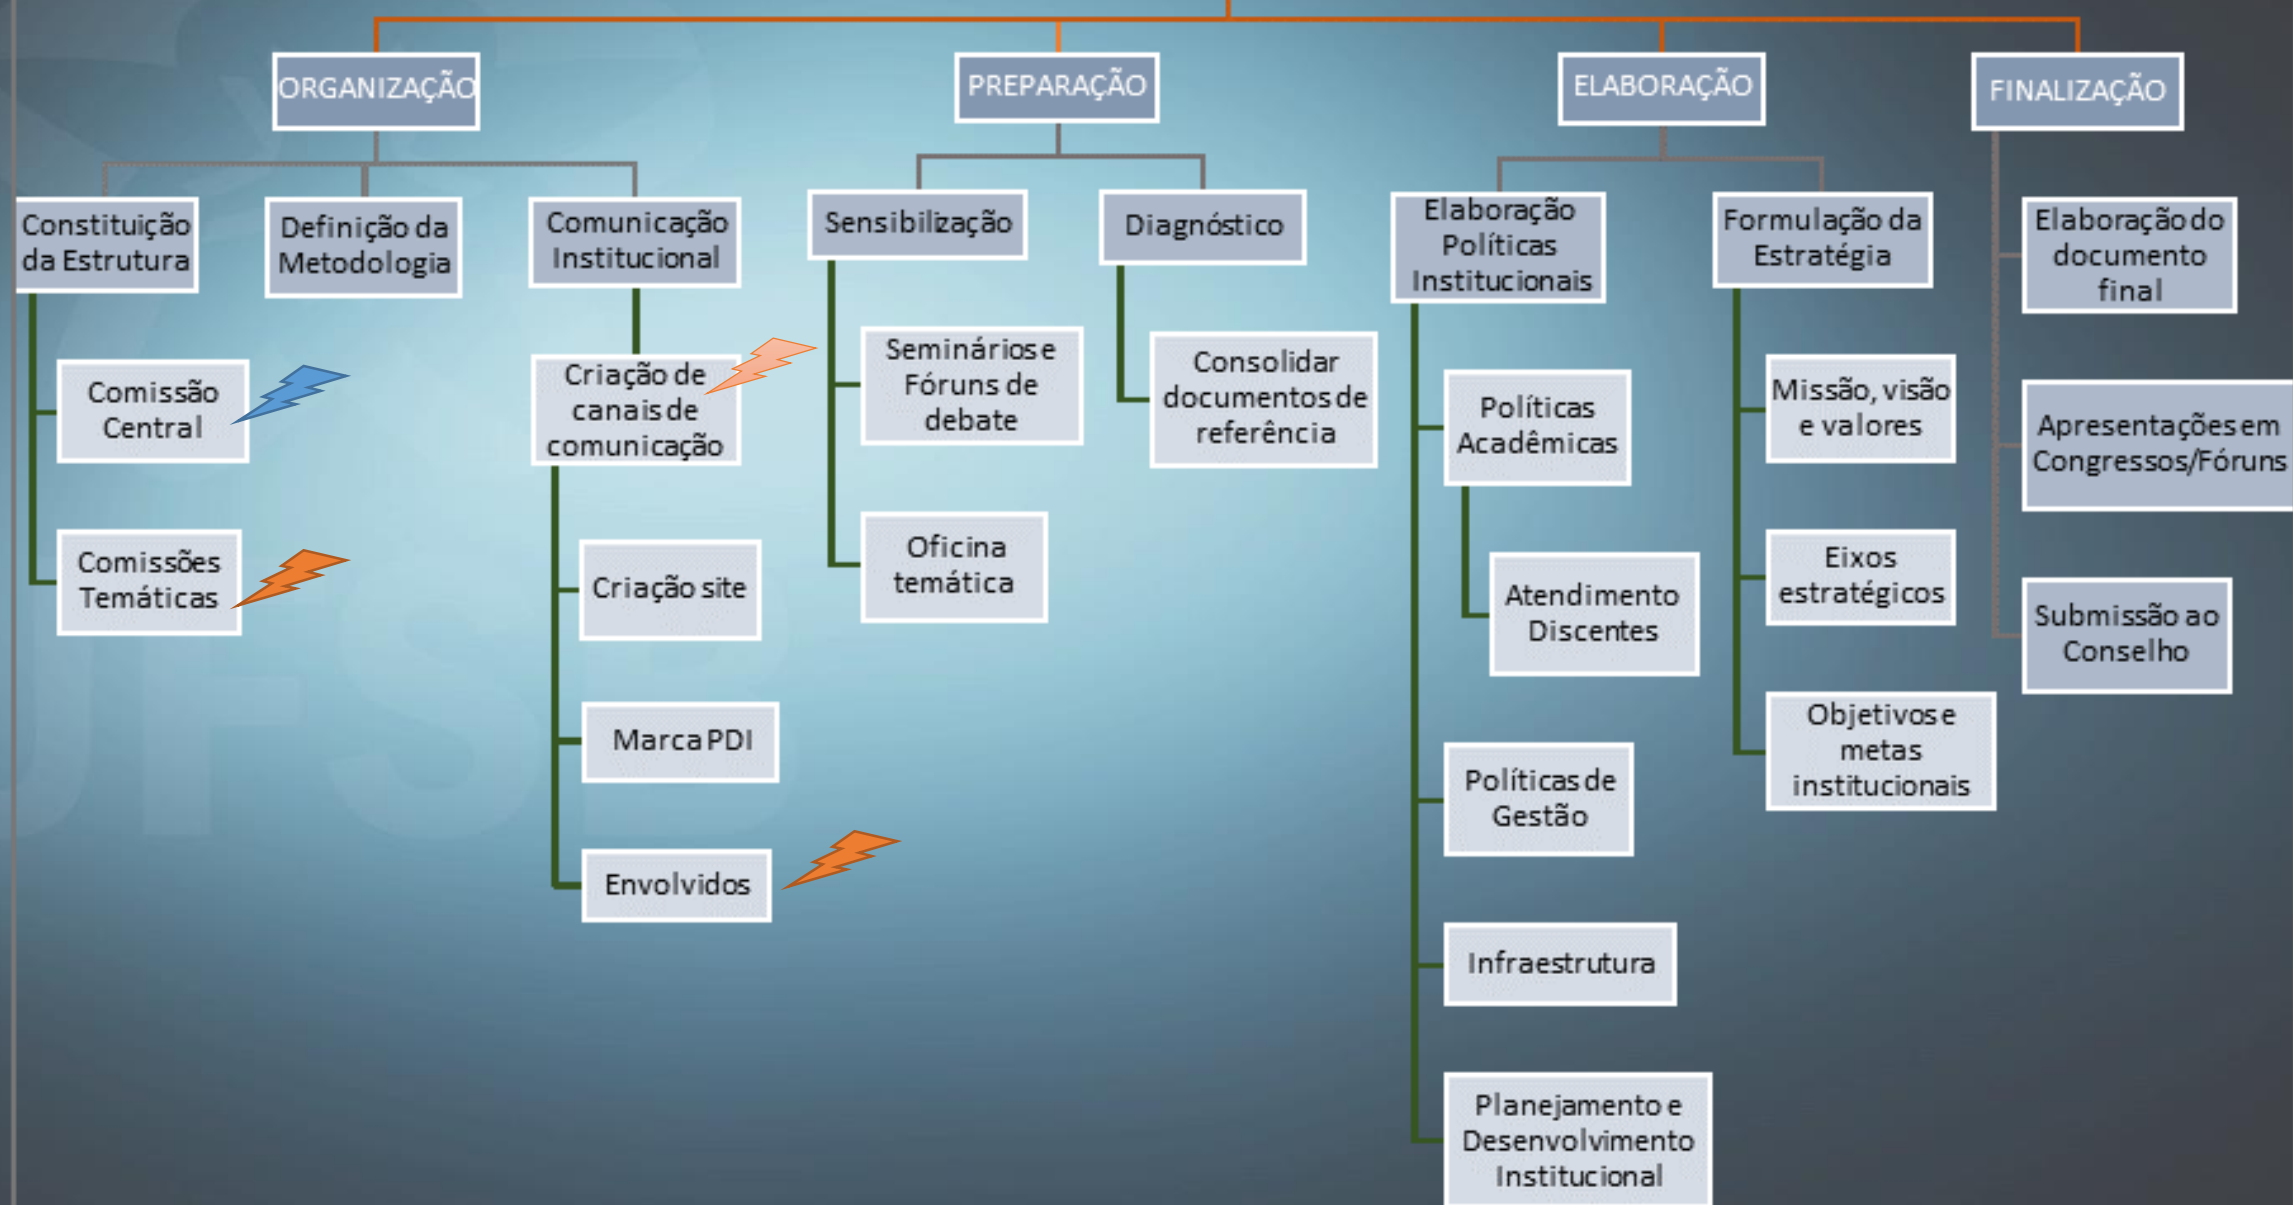 ORGANIZAÇÃO
PREPARAÇÃO
ELABORAÇÃO
FINALIZAÇÃO
Constituição
da Estrutura
Definição da
Metodologia
Comunicação
Institucional
Sensibilização
Diagnóstico
Elaboração
Políticas
Institucionais
Formulação da
Estratégia
Elaboração do
documento
final
Comissão
Central
Comissões
Temáticas
Criação de
canais de
comunicação
Criação site
Marca PDI
Envolvidos
Seminários e
Fóruns de
debate
Oficina
temática
Consolidar
documentos de
referência
Políticas
Acadêmicas
Atendimento
Discentes
Políticas de
Gestão
Infraestrutura
Planejamento e
Desenvolvimento
Institucional
Missão, visão
e valores
Eixos
estratégicos
Objetivos e
metas
institucionais
Apresentações em
Congressos/Fóruns
Submissão ao
Conselho
UFSB